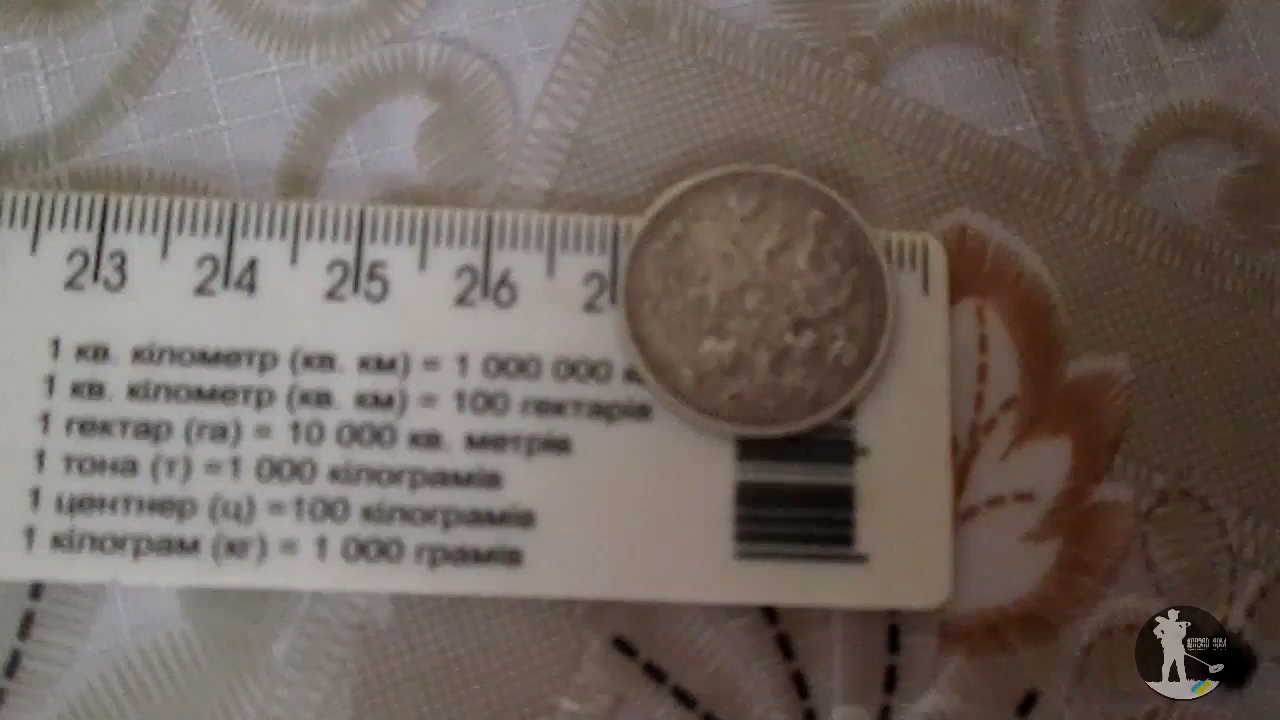 23 24 25 26 2
1 кв. кілометр (кв. км) = 1 000 000
1 кв. кілометр (кв. км) = 100 гектарів
1 гектар (га) = 10 000 кв. метрів
1 тона (т) =1 000 кілограмів
1 центнер (ц) =100 кілограмів
1 кілограм (кг) = 1 000 грамів